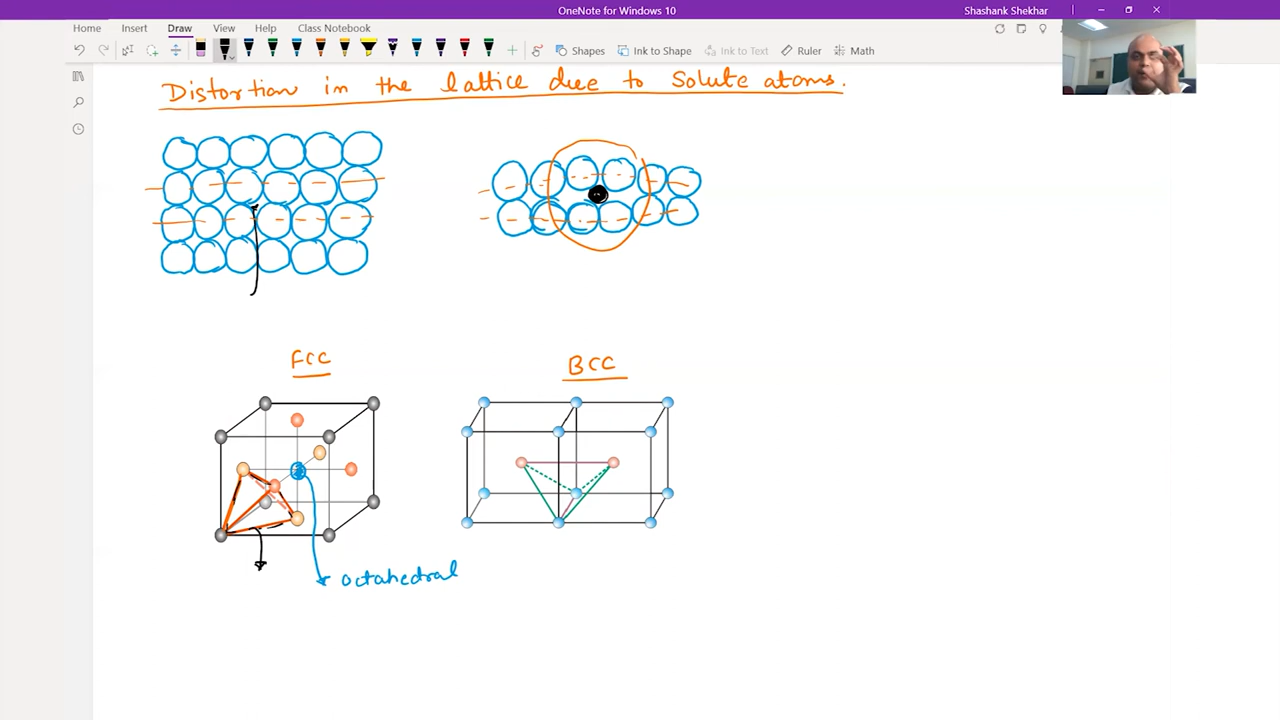 OneNote for Windows 10
Shashank Shekhar
Home Insert Draw View Help Class Notebook
Shapes Ink to Shape Ink to Text Ruler Math
Distortion in the lattice due to Solute atoms.
FCC
BCC
octahedral